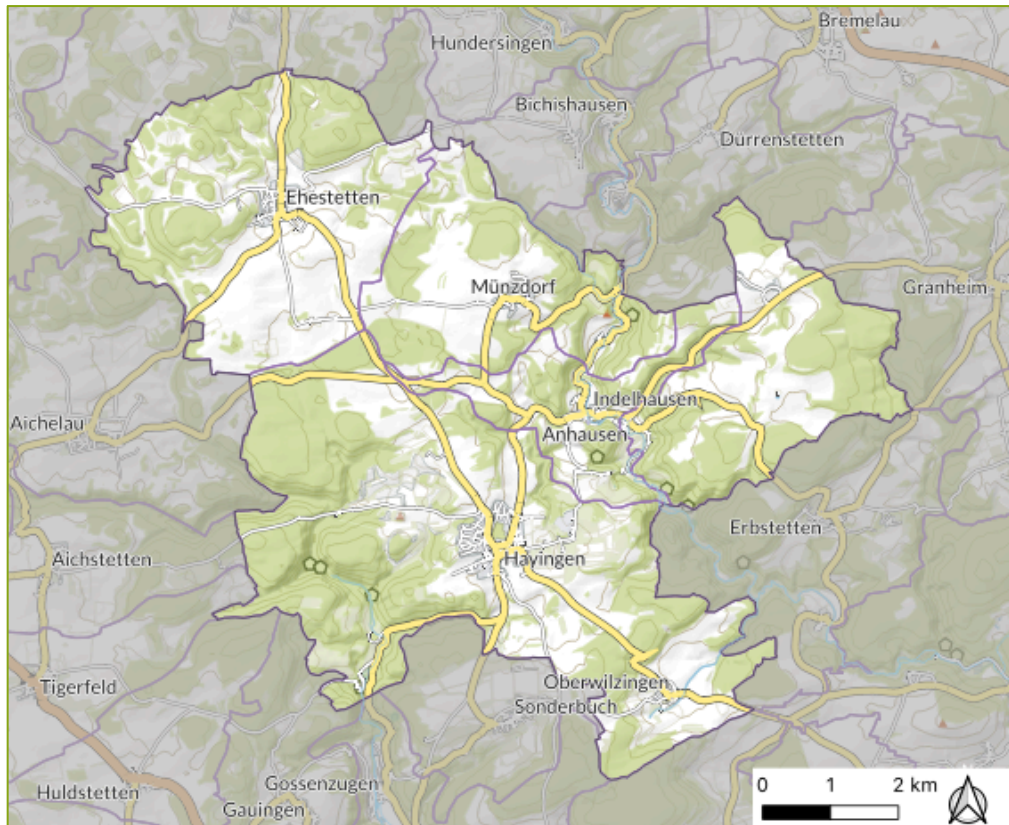 Bremelau
Hundersingen
Bichishausen
Dürrenstetten
Ehestetten
Granheim
Münzdorf
Indelhausen
Aichelau
Anhausen
Erbstetten
Aichstetten
Hayingen
Oberwilzingen
Tigerfeld
Sonderbuch
Gossenzugen
Huldstetten
Gauingen
0 1 2 km